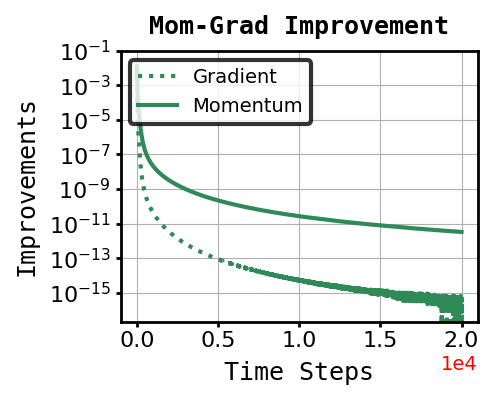 Mom-Grad Improvement
Improvements
10⁻¹
10⁻³
10⁻⁵
10⁻⁷
10⁻⁹
10⁻¹¹
10⁻¹³
10⁻¹⁵
Gradient
Momentum
0.0 0.5 1.0 1.5 2.0
1e4
Time Steps